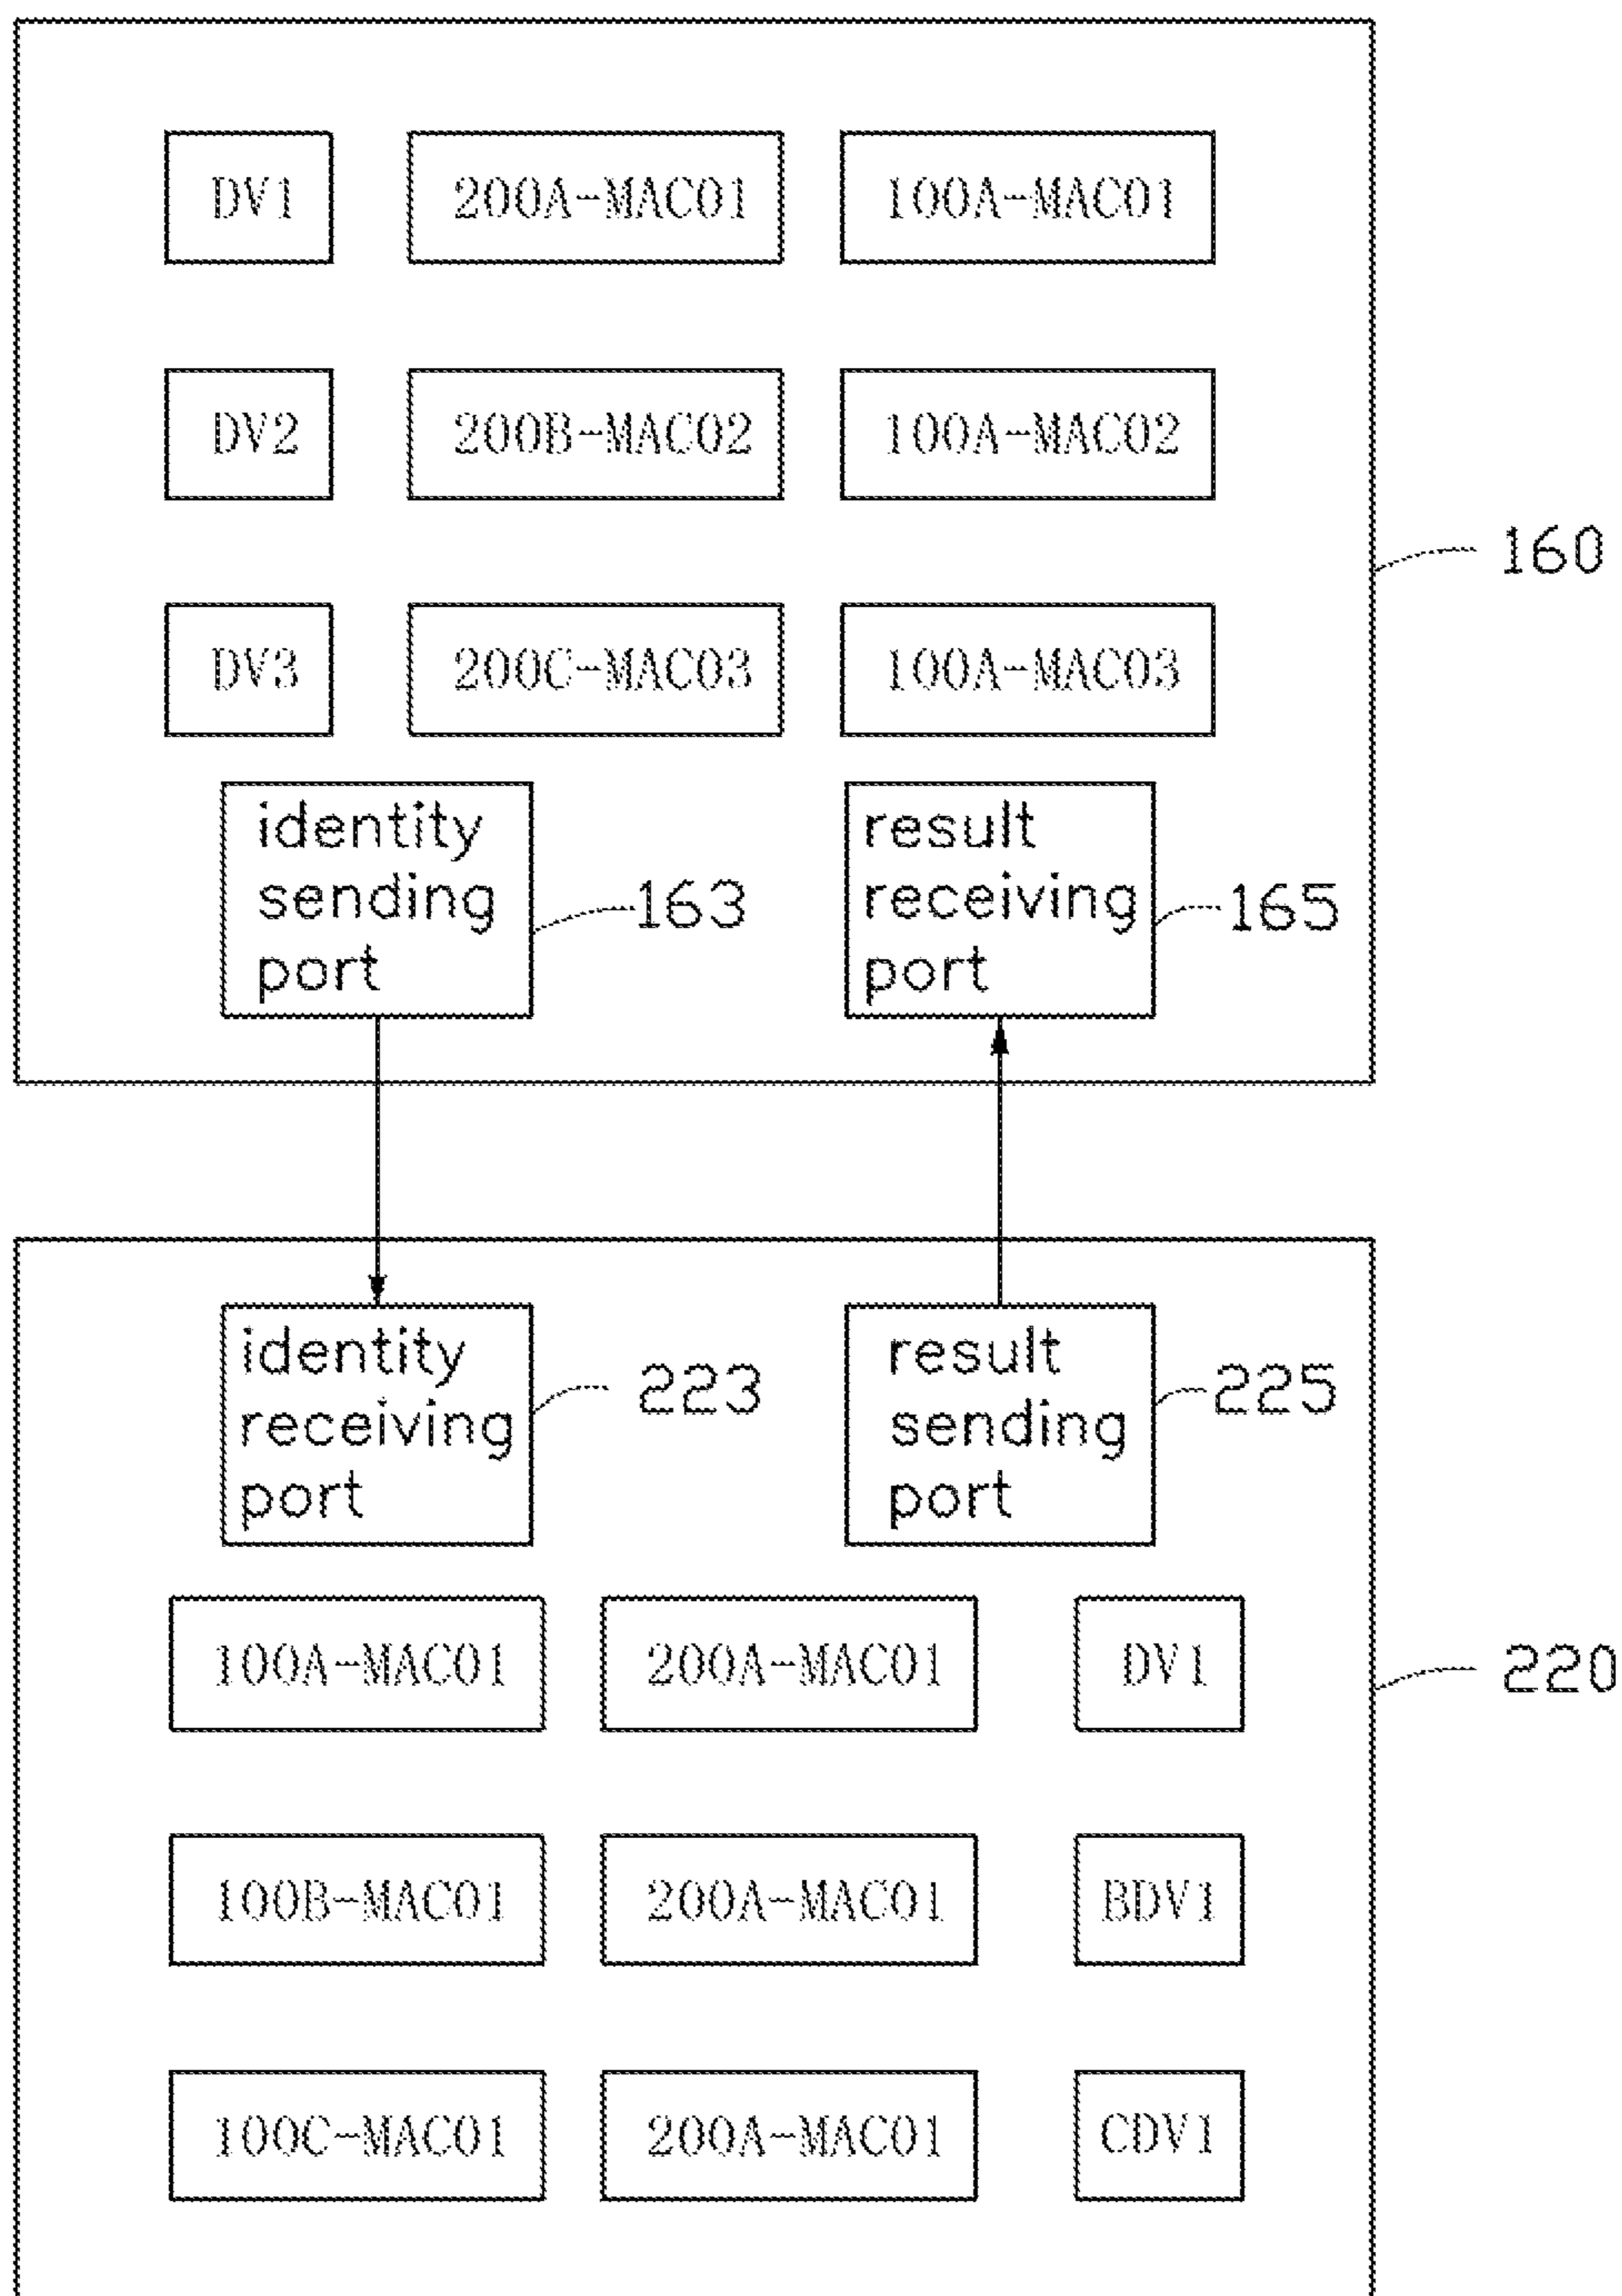 DV1 200A-MAC01 100A-MAC01
DV2 200B-MAC02 100A-MAC02
160
DV3 200C-MAC03 100A-MAC03
identity
sending
port
163
result
receiving
port
165
identity
receiving
port
223
result
sending
port
225
100A-MAC01 200A-MAC01 DV1
220
100B-MAC01 200A-MAC01 BDV1
100C-MAC01 200A-MAC01 CDV1